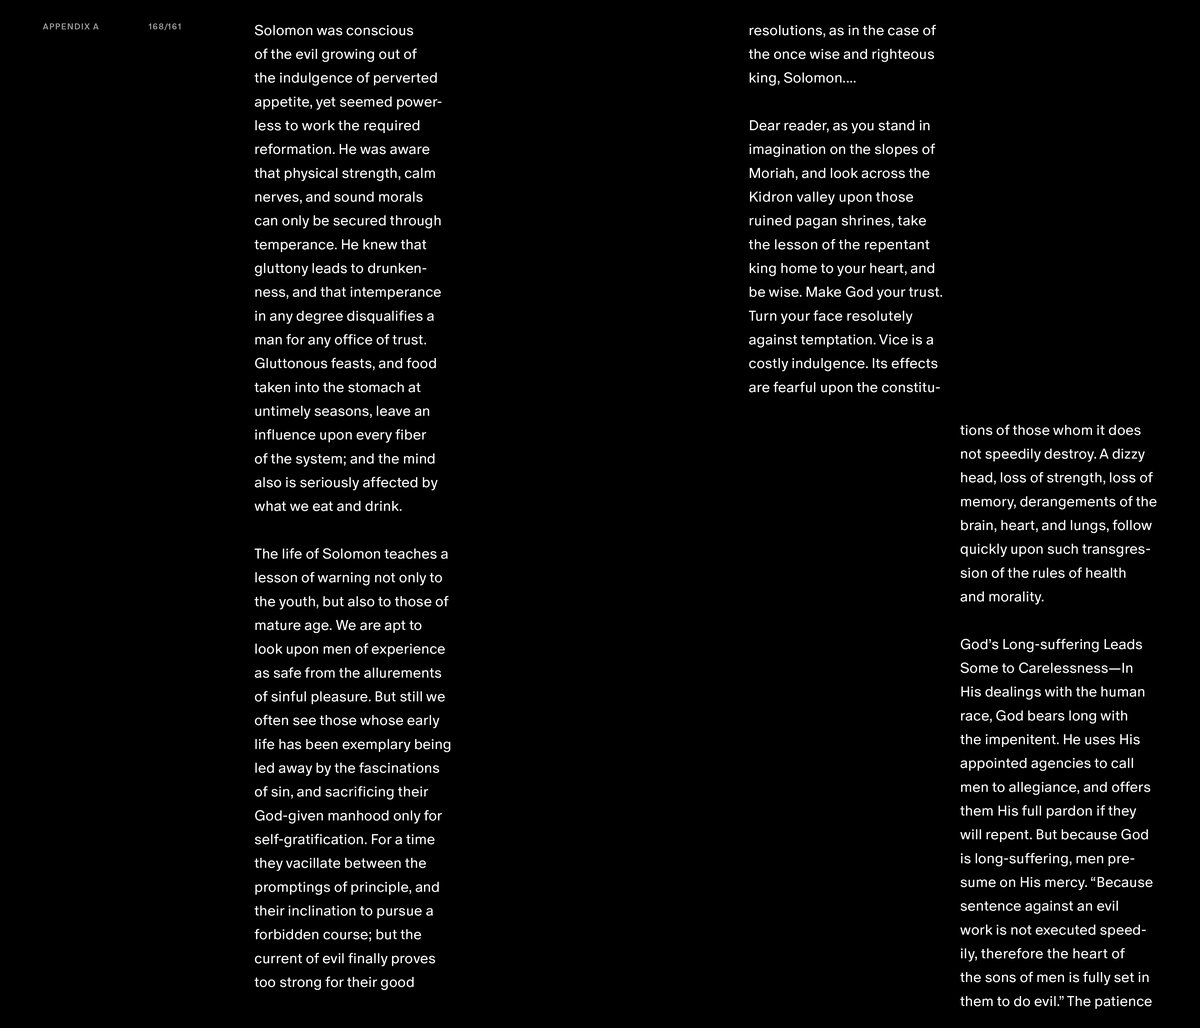 APPENDIX A
168/161
Solomon was conscious
of the evil growing out of
the indulgence of perverted
appetite, yet seemed power-
less to work the required
reformation. He was aware
that physical strength, calm
nerves, and sound morals
can only be secured through
temperance. He knew that
gluttony leads to drunken-
ness, and that intemperance
in any degree disqualifies a
man for any office of trust.
Gluttonous feasts, and food
taken into the stomach at
untimely seasons, leave an
influence upon every fiber
of the system; and the mind
also is seriously affected by
what we eat and drink.
The life of Solomon teaches a
lesson of warning not only to
the youth, but also to those of
mature age. We are apt to
look upon men of experience
as safe from the allurements
of sinful pleasure. But still we
often see those whose early
life has been exemplary being
led away by the fascinations
of sin, and sacrificing their
God-given manhood only for
self-gratification. For a time
they vacillate between the
promptings of principle, and
their inclination to pursue a
forbidden course; but the
current of evil finally proves
too strong for their good
resolutions, as in the case of
the once wise and righteous
king, Solomon....
Dear reader, as you stand in
imagination on the slopes of
Moriah, and look across the
Kidron valley upon those
ruined pagan shrines, take
the lesson of the repentant
king home to your heart, and
be wise. Make God your trust.
Turn your face resolutely
against temptation. Vice is a
costly indulgence. Its effects
are fearful upon the constitu-
tions of those whom it does
not speedily destroy. A dizzy
head, loss of strength, loss of
memory, derangements of the
brain, heart, and lungs, follow
quickly upon such transgres-
sion of the rules of health
and morality.
God’s Long-suffering Leads
Some to Carelessness—In
His dealings with the human
race, God bears long with
the impenitent. He uses His
appointed agencies to call
men to allegiance, and offers
them His full pardon if they
will repent. But because God
is long-suffering, men pre-
sume on His mercy. “Because
sentence against an evil
work is not executed speed-
ily, therefore the heart of
the sons of men is fully set in
them to do evil.” The patience